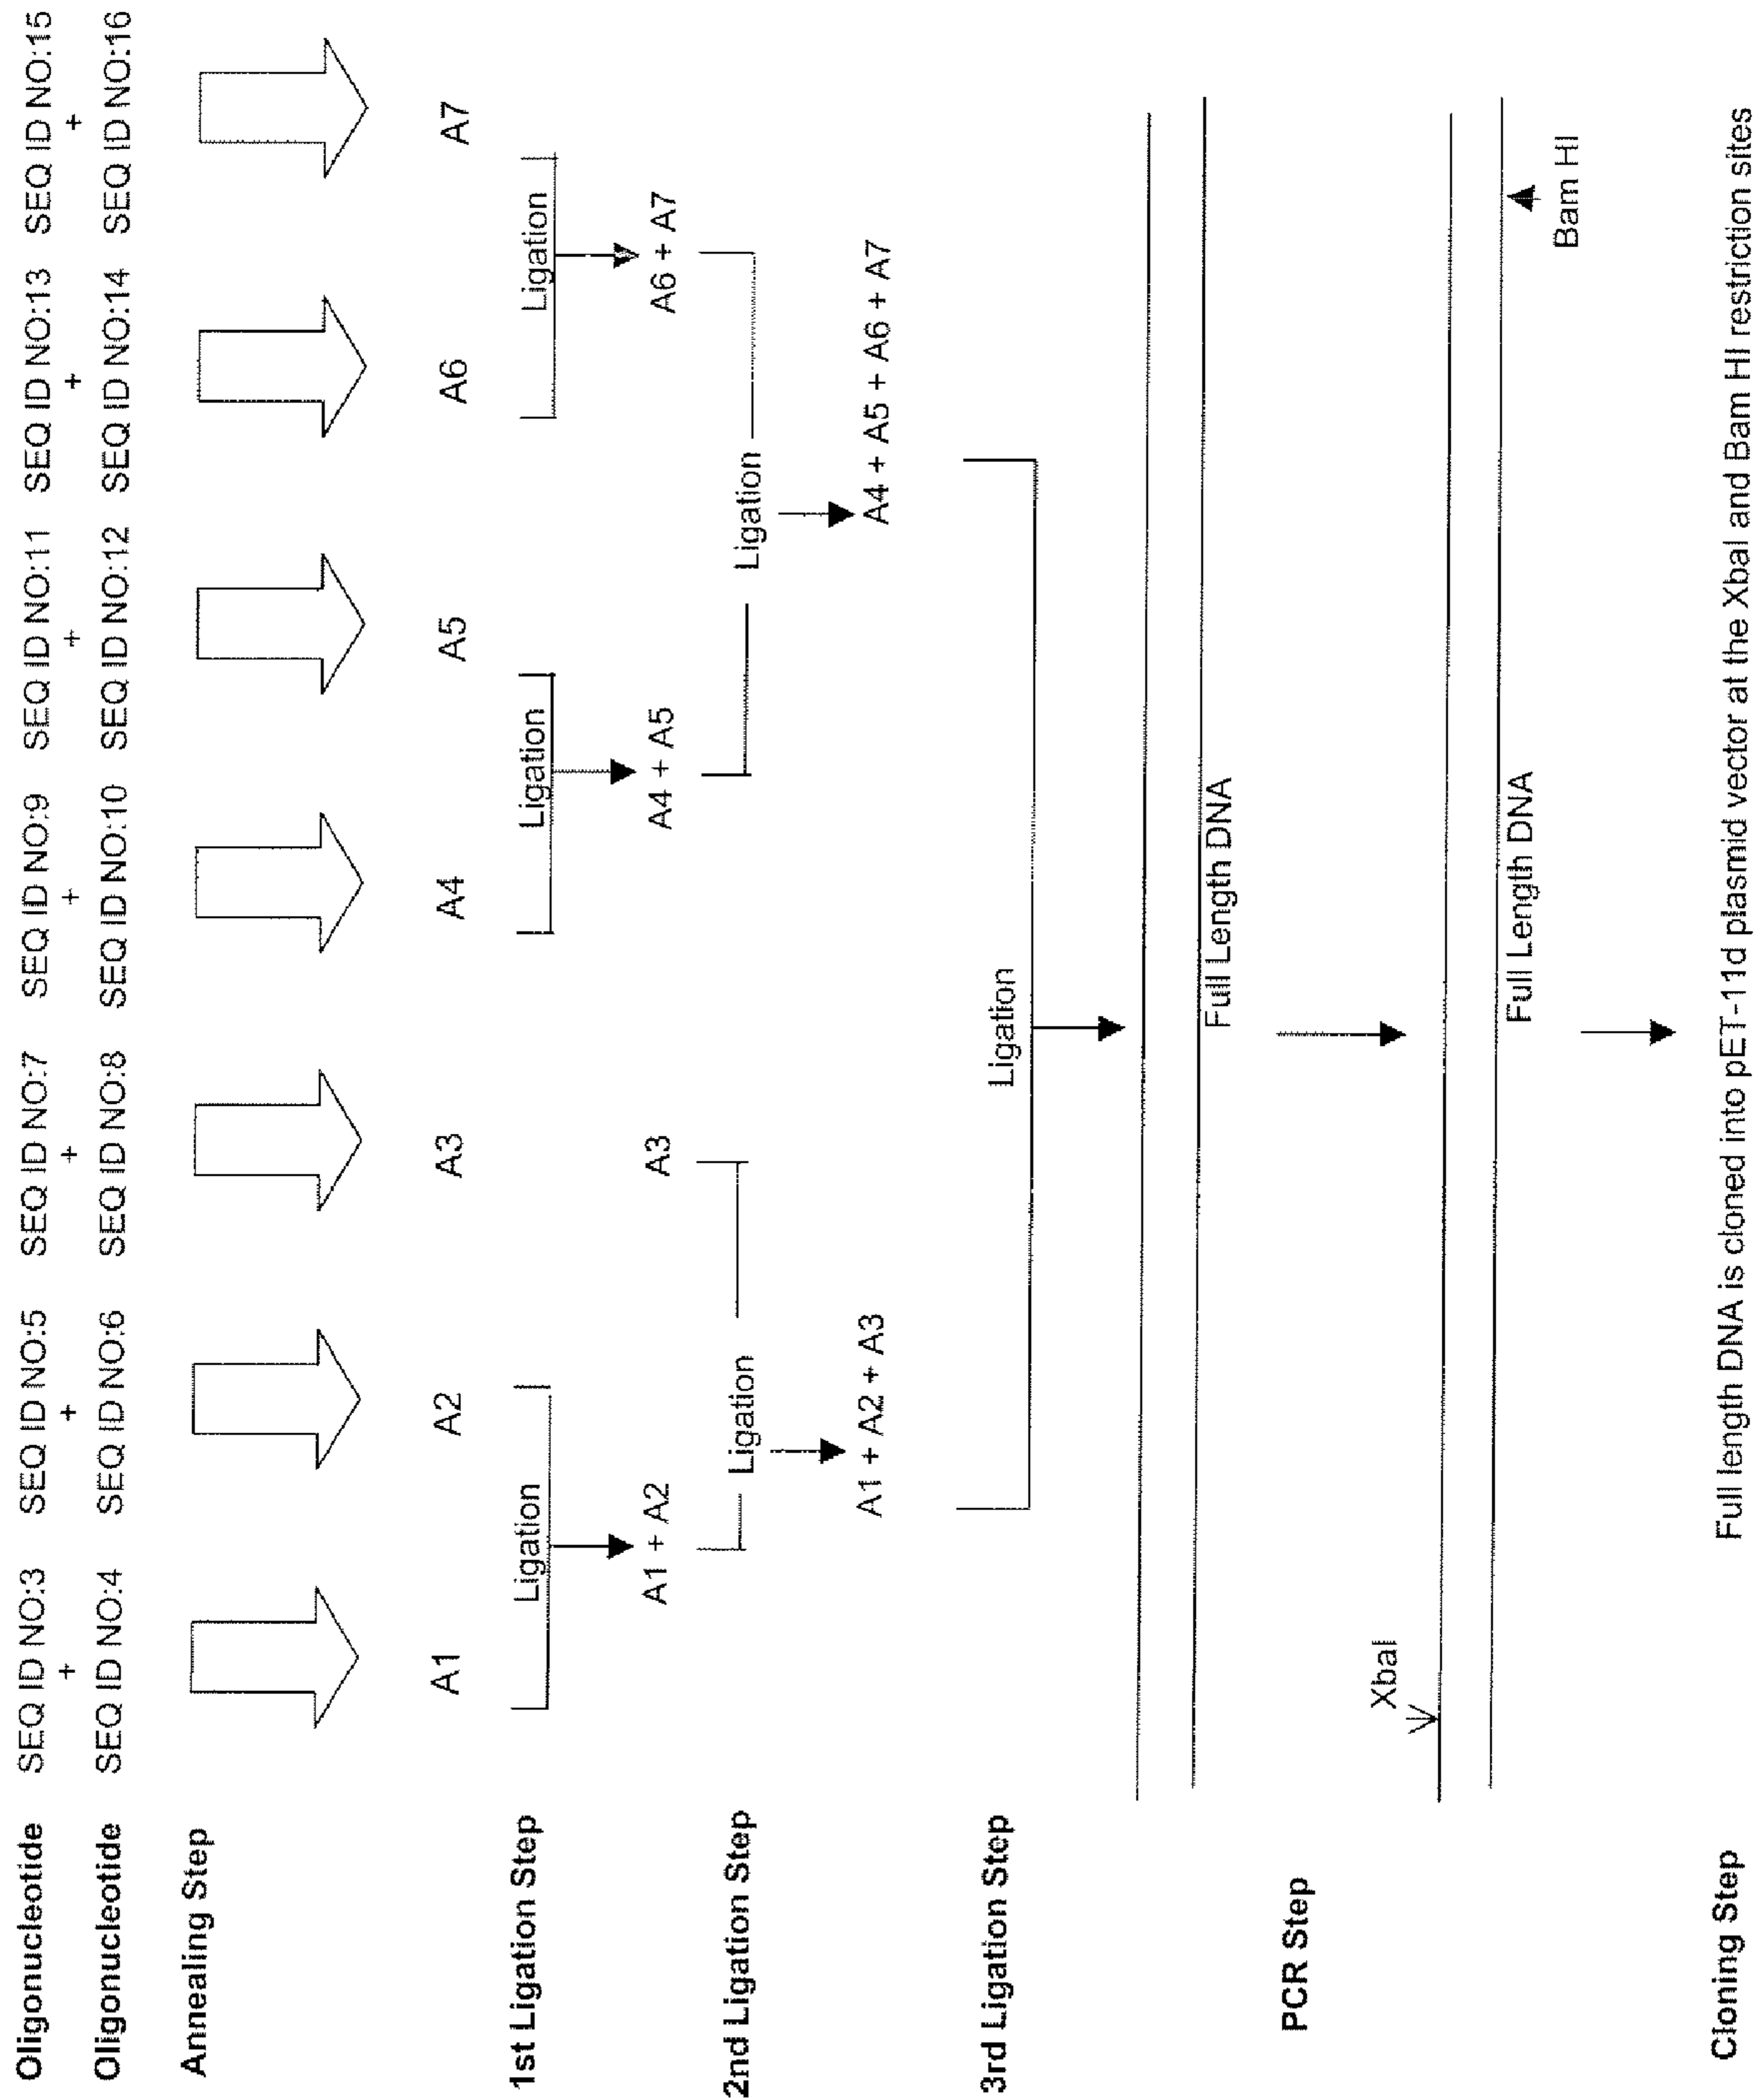 Oligonucleotide SEQ ID NO:3 SEQ ID NO:5 SEQ ID NO:7 SEQ ID NO:9 SEQ ID NO:11 SEQ ID NO:13 SEQ ID NO:15
+ + + + + + +
Oligonucleotide SEQ ID NO:4 SEQ ID NO:6 SEQ ID NO:8 SEQ ID NO:10 SEQ ID NO:12 SEQ ID NO:14 SEQ ID NO:16
Annealing Step
A1 A2 A3 A4 A5 A6 A7
1st Ligation Step Ligation Ligation Ligation
A1 + A2 A3 A4 + A5 A6 + A7
2nd Ligation Step Ligation Ligation
A1 + A2 + A3 A4 + A5 + A6 + A7
3rd Ligation Step Ligation
Full Length DNA
PCR Step
XbaI
Full Length DNA
Bam HI
Cloning Step Full length DNA is cloned into pET-11d plasmid vector at the XbaI and Bam HI restriction sites